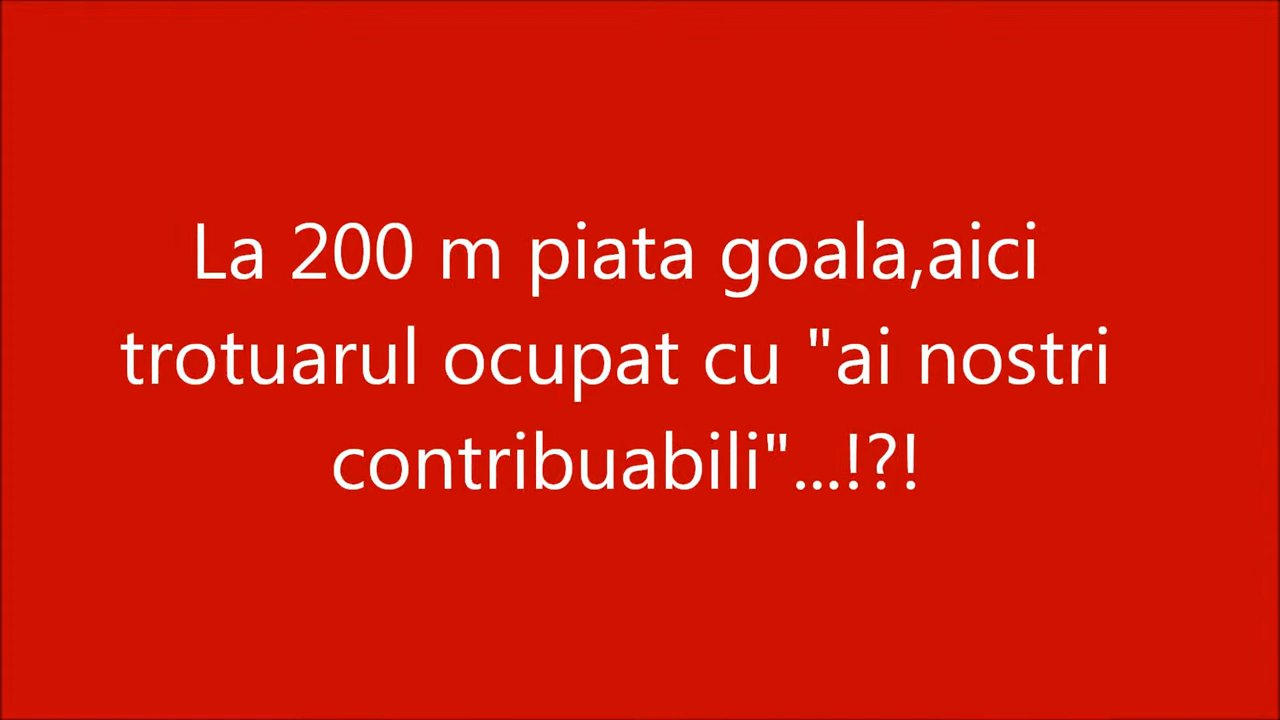 La 200 m piata goala,aici
trotuarul ocupat cu "ai nostri
contribuabili"...!?!